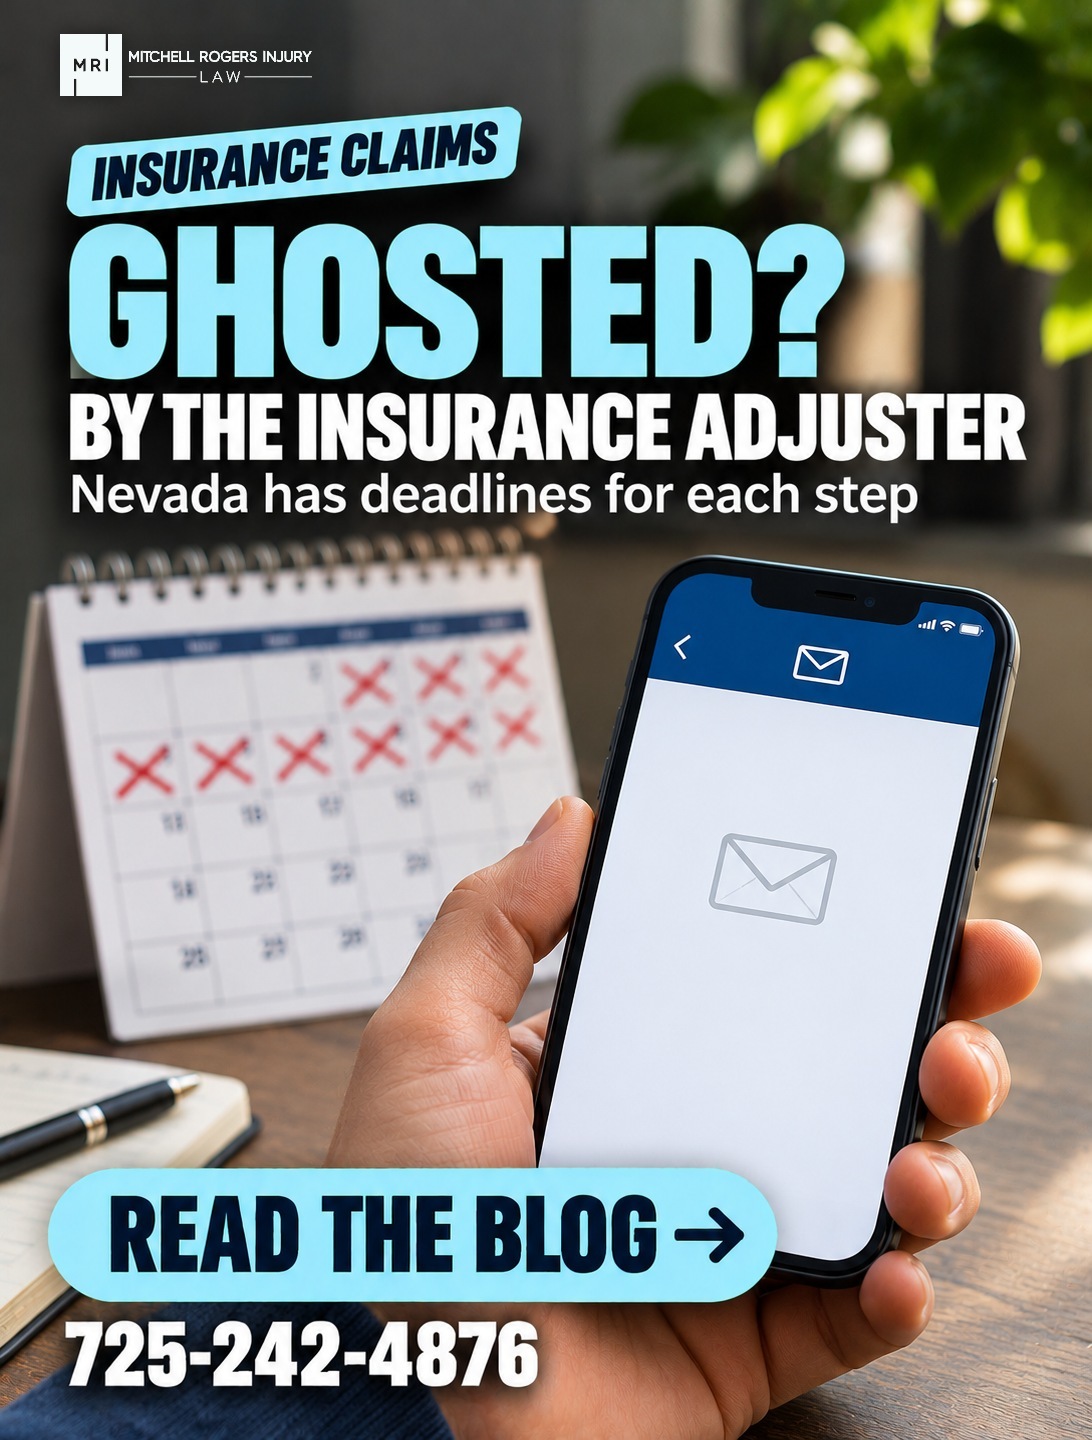 MRI
MITCHELL ROGERS INJURY
LAW
INSURANCE CLAIMS
GHOSTED?
BY THE INSURANCE ADJUSTER
Nevada has deadlines for each step
READ THE BLOG
725-242-4876